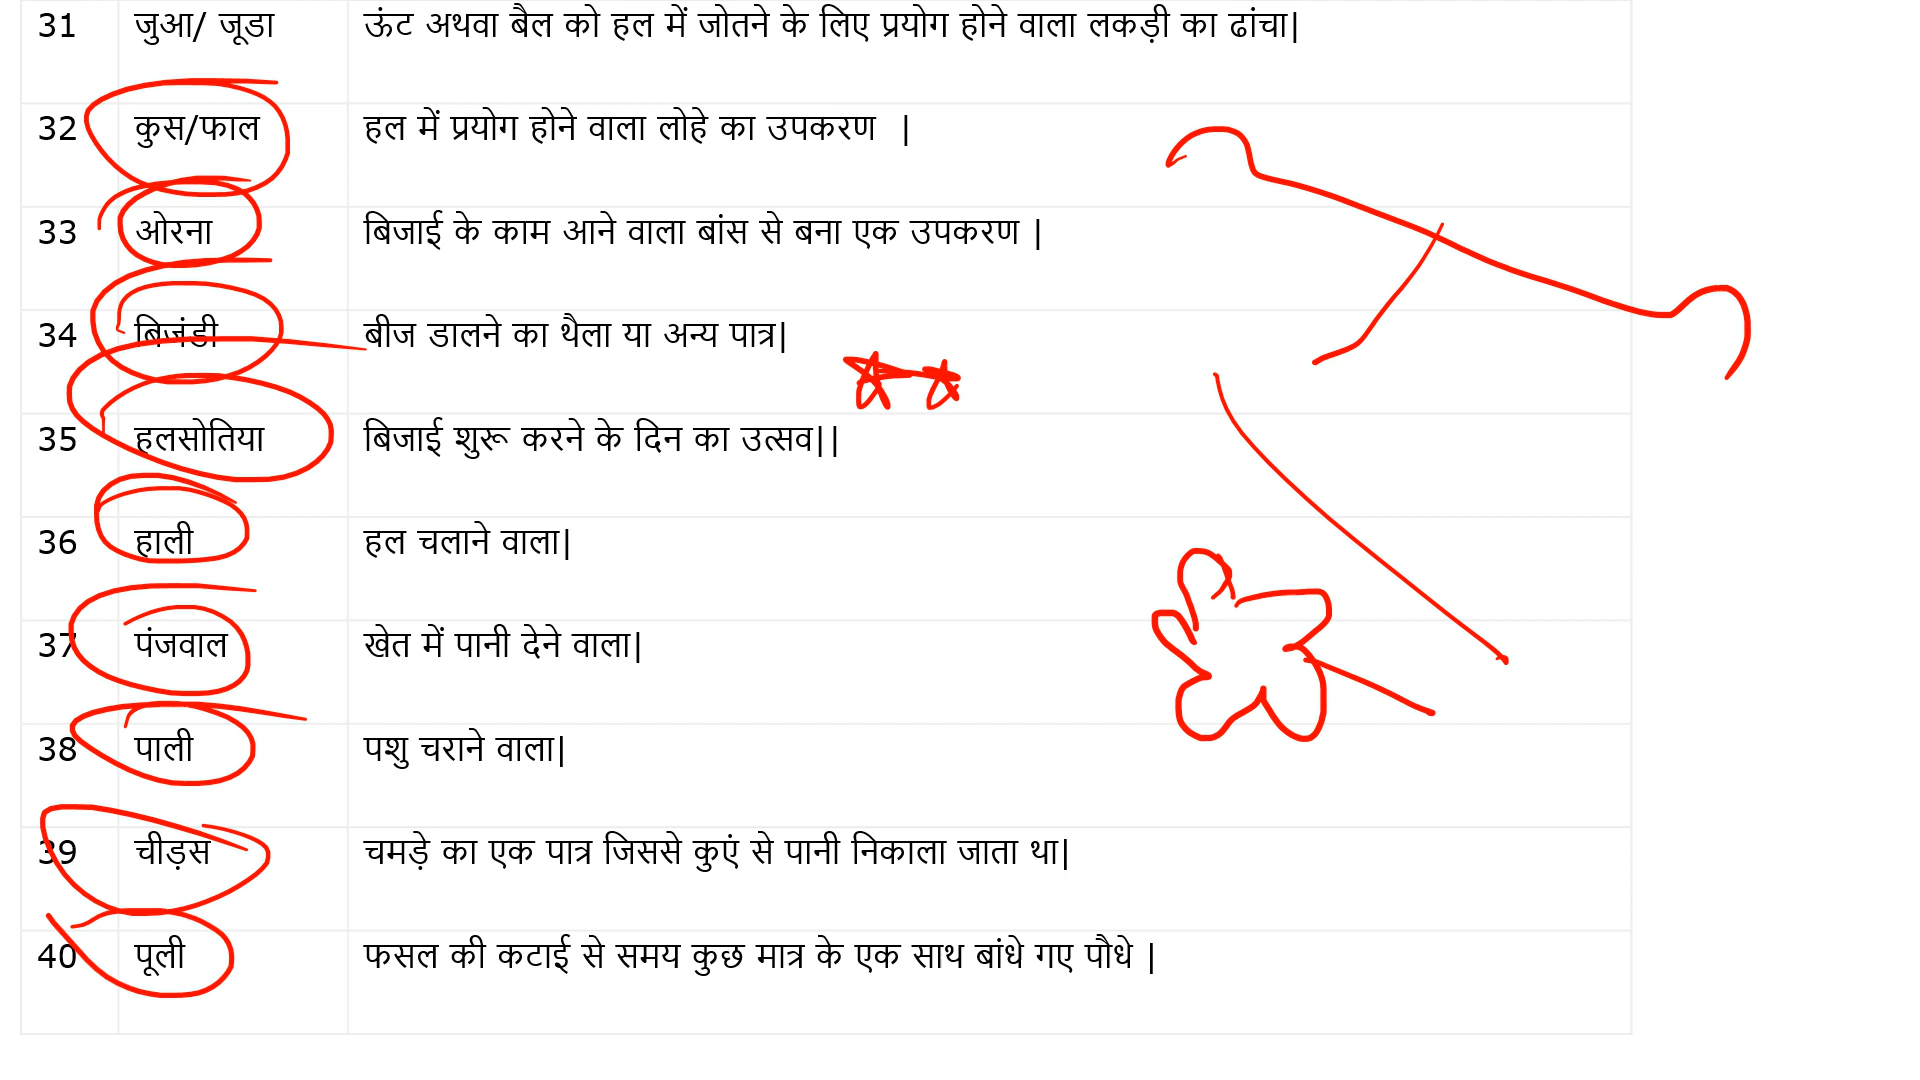 31 जुआ/ जूडा ऊंट अथवा बैल को हल में जोतने के लिए प्रयोग होने वाला लकड़ी का ढांचा|
32 कुस/फाल हल में प्रयोग होने वाला लोहे का उपकरण |
33 ओरना बिजाई के काम आने वाला बांस से बना एक उपकरण |
34 बिजंडी बीज डालने का थैला या अन्य पात्र|
35 हलसोतिया बिजाई शुरू करने के दिन का उत्सव||
36 हाली हल चलाने वाला|
37 पंजवाल खेत में पानी देने वाला|
38 पाली पशु चराने वाला|
39 चीड़स चमड़े का एक पात्र जिससे कुएं से पानी निकाला जाता था|
40 पूली फसल की कटाई से समय कुछ मात्र के एक साथ बांधे गए पौधे |